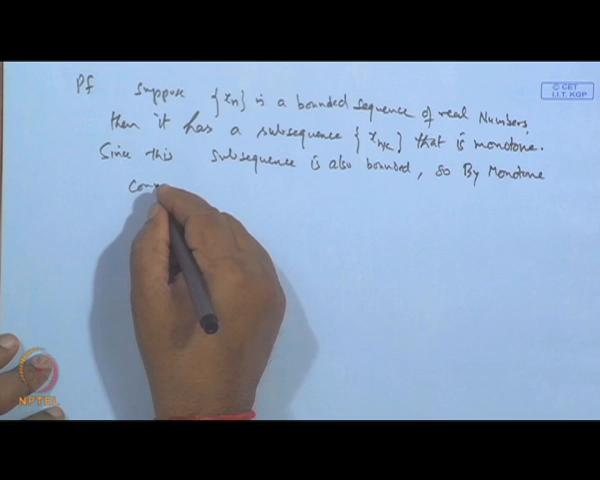 Pf Suppose {xn} is a bounded sequence of real Numbers,
then it has a subsequence {xnk} that is monotone.
Since this subsequence is also bounded, so By Monotone
Conv
© CET
I.I.T. KGP
NPTEL